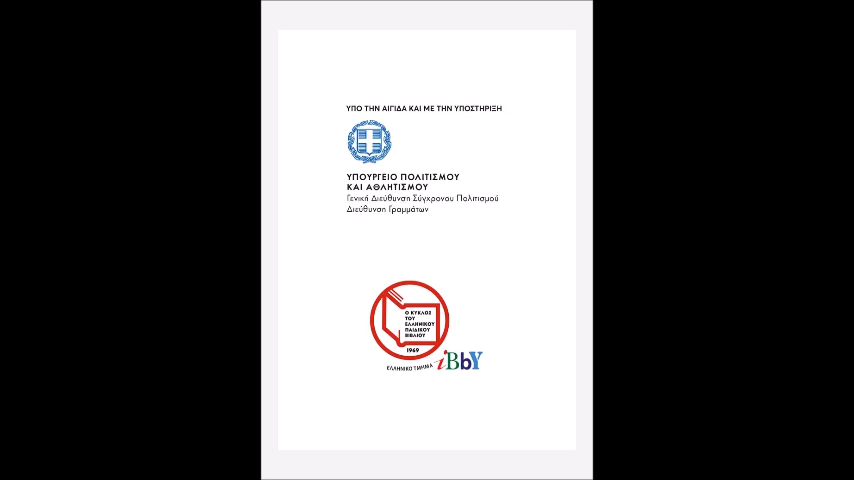 ΥΠΟ ΤΗΝ ΑΙΓΙΔΑ ΚΑΙ ΜΕ ΤΗΝ ΥΠΟΣΤΗΡΙΞΗ
ΥΠΟΥΡΓΕΙΟ ΠΟΛΙΤΙΣΜΟΥ
ΚΑΙ ΑΘΛΗΤΙΣΜΟΥ
Γενική Διεύθυνση Σύγχρονου Πολιτισμού
Διεύθυνση Γραμμάτων
Ο ΚΥΚΛΟΣ
ΤΟΥ
ΕΛΛΗΝΙΚΟΥ
ΠΑΙΔΙΚΟΥ
ΒΙΒΛΙΟΥ
1969
ΕΛΛΗΝΙΚΟ ΤΜΗΜΑ iBbY